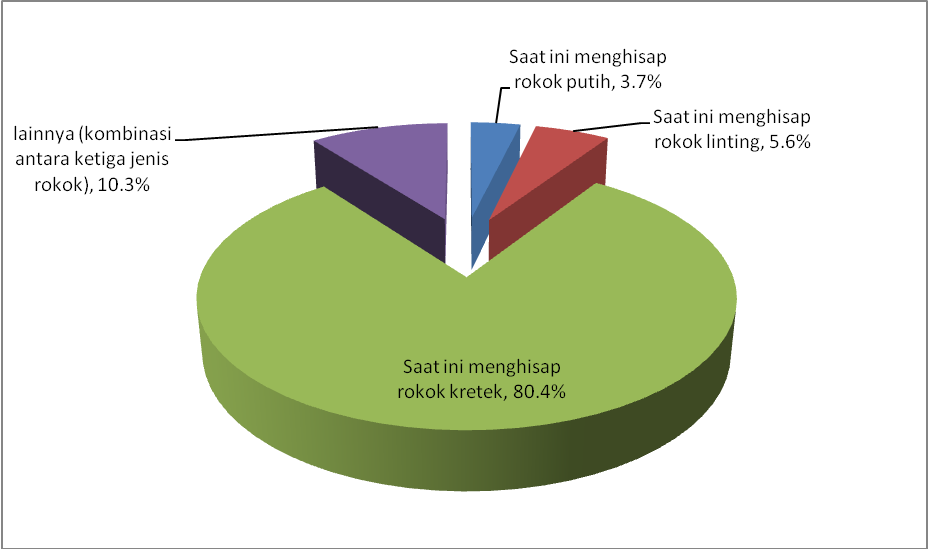 Saat ini menghisap
rokok putih, 3.7%
Saat ini menghisap
rokok linting, 5.6%
lainnya (kombinasi
antara ketiga jenis
rokok), 10.3%
Saat ini menghisap
rokok kretek, 80.4%